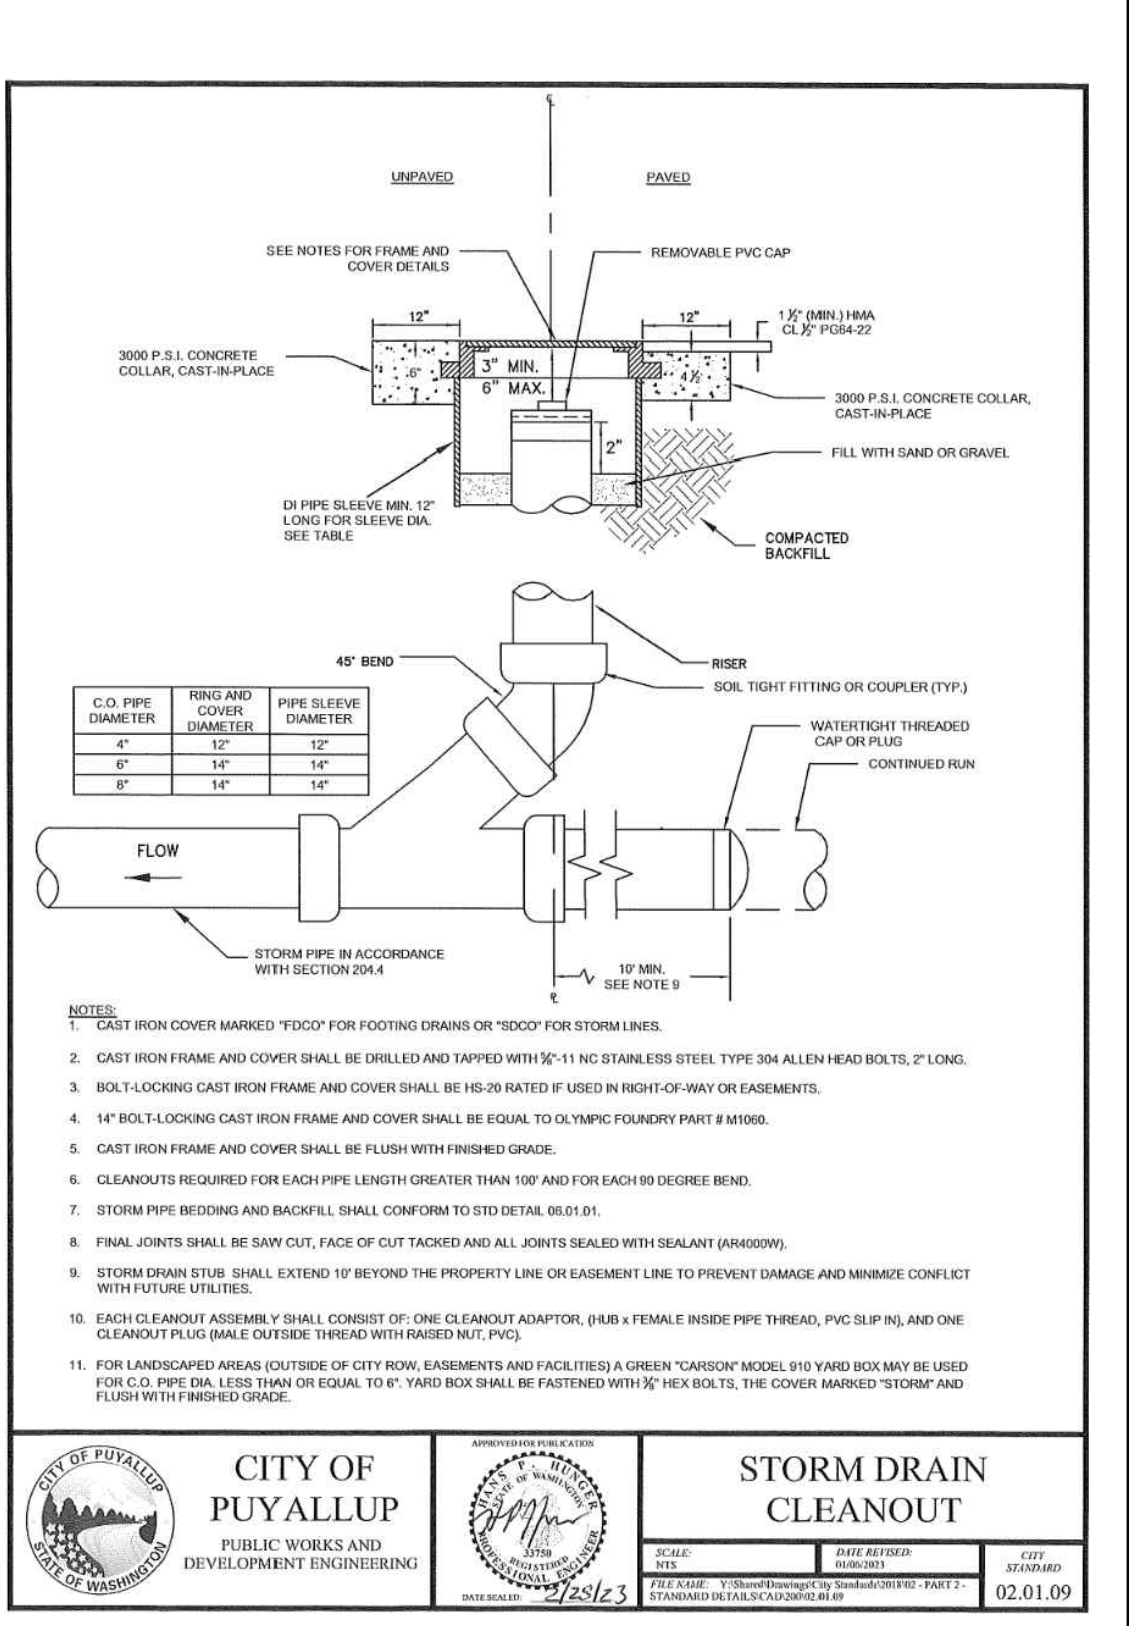 ℄
UNPAVED
PAVED
SEE NOTES FOR FRAME AND
COVER DETAILS
REMOVABLE PVC CAP
12"
12"
1 ½" (MIN.) HMA
CL ½" PG64-22
3000 P.S.I. CONCRETE
COLLAR, CAST-IN-PLACE
6"
3" MIN.
6" MAX.
4 ½"
3000 P.S.I. CONCRETE COLLAR,
CAST-IN-PLACE
2"
FILL WITH SAND OR GRAVEL
DI PIPE SLEEVE MIN. 12"
LONG FOR SLEEVE DIA.
SEE TABLE
COMPACTED
BACKFILL
45° BEND
RISER
SOIL TIGHT FITTING OR COUPLER (TYP.)
C.O. PIPE DIAMETER
RING AND COVER DIAMETER
PIPE SLEEVE DIAMETER
4" 12" 12"
6" 14" 14"
8" 14" 14"
WATERTIGHT THREADED
CAP OR PLUG
CONTINUED RUN
FLOW
STORM PIPE IN ACCORDANCE
WITH SECTION 204.4
10' MIN.
SEE NOTE 9
NOTES:
1. CAST IRON COVER MARKED "FDCO" FOR FOOTING DRAINS OR "SDCO" FOR STORM LINES.
2. CAST IRON FRAME AND COVER SHALL BE DRILLED AND TAPPED WITH ⅝"-11 NC STAINLESS STEEL TYPE 304 ALLEN HEAD BOLTS, 2" LONG.
3. BOLT-LOCKING CAST IRON FRAME AND COVER SHALL BE HS-20 RATED IF USED IN RIGHT-OF-WAY OR EASEMENTS.
4. 14" BOLT-LOCKING CAST IRON FRAME AND COVER SHALL BE EQUAL TO OLYMPIC FOUNDRY PART # M1060.
5. CAST IRON FRAME AND COVER SHALL BE FLUSH WITH FINISHED GRADE.
6. CLEANOUTS REQUIRED FOR EACH PIPE LENGTH GREATER THAN 100' AND FOR EACH 90 DEGREE BEND.
7. STORM PIPE BEDDING AND BACKFILL SHALL CONFORM TO STD DETAIL 06.01.01.
8. FINAL JOINTS SHALL BE SAW CUT, FACE OF CUT TACKED AND ALL JOINTS SEALED WITH SEALANT (AR4000W).
9. STORM DRAIN STUB SHALL EXTEND 10' BEYOND THE PROPERTY LINE OR EASEMENT LINE TO PREVENT DAMAGE AND MINIMIZE CONFLICT
WITH FUTURE UTILITIES.
10. EACH CLEANOUT ASSEMBLY SHALL CONSIST OF: ONE CLEANOUT ADAPTOR, (HUB x FEMALE INSIDE PIPE THREAD, PVC SLIP IN), AND ONE
CLEANOUT PLUG (MALE OUTSIDE THREAD WITH RAISED NUT, PVC).
11. FOR LANDSCAPED AREAS (OUTSIDE OF CITY ROW, EASEMENTS AND FACILITIES) A GREEN "CARSON" MODEL 910 YARD BOX MAY BE USED
FOR C.O. PIPE DIA. LESS THAN OR EQUAL TO 6". YARD BOX SHALL BE FASTENED WITH ⅜" HEX BOLTS, THE COVER MARKED "STORM" AND
FLUSH WITH FINISHED GRADE.
CITY OF PUYALLUP
STATE OF WASHINGTON
CITY OF
PUYALLUP
PUBLIC WORKS AND
DEVELOPMENT ENGINEERING
APPROVED FOR PUBLICATION
HANS P. HUNGER
STATE OF WASHINGTON
33750
REGISTERED
PROFESSIONAL ENGINEER
DATE SEALED: 2/28/23
STORM DRAIN
CLEANOUT
SCALE:
NTS
DATE REVISED:
01/06/2023
FILE NAME: Y:\Shared\Drawings\City Standards\2018\02 - PART 2 -
STANDARD DETAILS\CAD\200\02.01.09
CITY
STANDARD
02.01.09